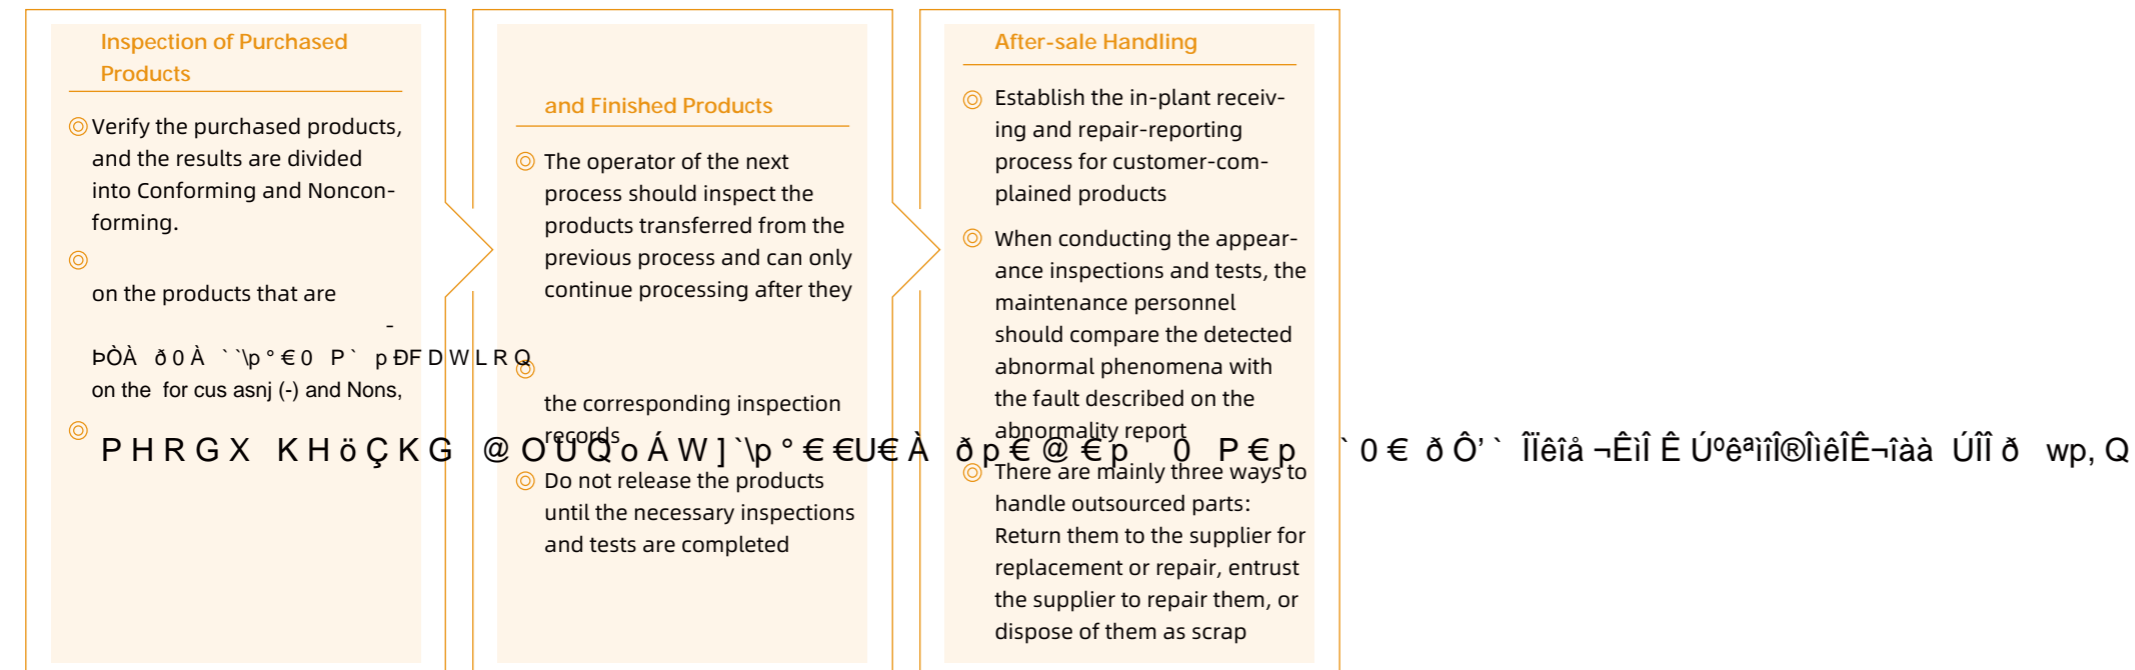 Inspection of Purchased
Products
Verify the purchased products,
and the results are divided
into Conforming and Noncon-
forming.
on the products that are
-
on the for cus asnj (-) and Nons,
and Finished Products
The operator of the next
process should inspect the
products transferred from the
previous process and can only
continue processing after they
the corresponding inspection
records
Do not release the products
until the necessary inspections
and tests are completed
After-sale Handling
Establish the in-plant receiv-
ing and repair-reporting
process for customer-com-
plained products
When conducting the appear-
ance inspections and tests, the
maintenance personnel
should compare the detected
abnormal phenomena with
the fault described on the
abnormality report
There are mainly three ways to
handle outsourced parts:
Return them to the supplier for
replacement or repair, entrust
the supplier to repair them, or
dispose of them as scrap